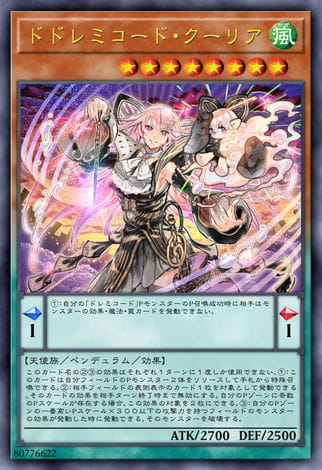 ドドレミコード・クーリア
風
①:自分の「ドレミコード」PモンスターのP召喚成功時に相手はモ
ンスターの効果・魔法・罠カードを発動できない。
1
1
【天使族／ペンデュラム／効果】
このカード名の②③の効果はそれぞれ1ターンに1度しか使用できない。①:こ
のカードは自分フィールドのPモンスター2体をリリースして手札から特殊召
喚できる。②:相手フィールドの表側表示のカード1枚を対象として発動できる。
そのカードの効果を相手ターン終了時まで無効にする。自分のPゾーンに奇数
のPスケールが存在する場合、この効果の対象を2枚にできる。③:自分のPゾー
ンの一番高いPスケール×300以下の攻撃力を持つフィールドのモンスター
の効果が発動した時に発動できる。そのモンスターを破壊する。
ATK/2700 DEF/2500
80776622